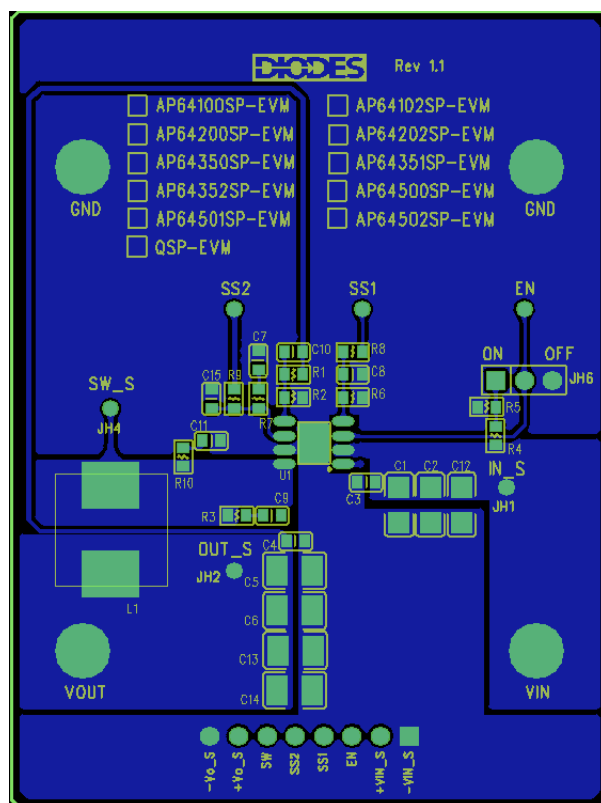 DIODES Rev 1.1
AP64100SP-EVM AP64102SP-EVM
AP64200SP-EVM AP64202SP-EVM
AP64350SP-EVM AP64351SP-EVM
AP64352SP-EVM AP64500SP-EVM
AP64501SP-EVM AP64502SP-EVM
QSP-EVM
GND GND
SS2 SS1 EN
C7 C10 R8
ON OFF
R1 C8 JH6
C15 R9 R2 R6
SW_S R5
JH4 C11 R7 R4
R10 U1 C3 C1 C2 C12 IN_S
JH1
R3 C9
C4
OUT_S
JH2 C5
L1 C6
C13
VOUT C14 VIN
-Vo_S +Vo_S SW SS2 SS1 EN +VIN_S -VIN_S